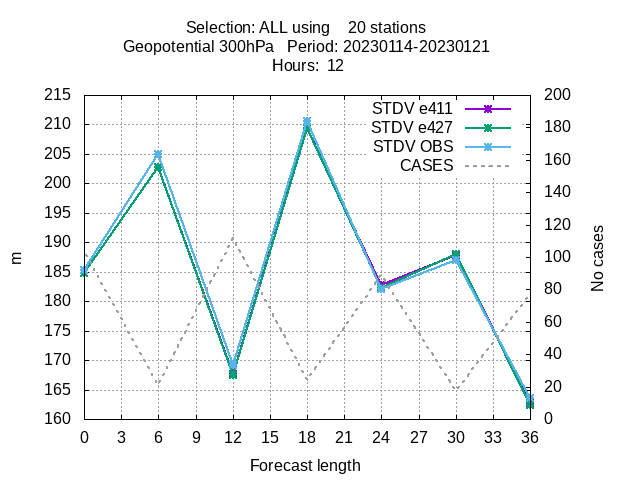 Selection: ALL using    20 stations
Geopotential 300hPa   Period: 20230114-20230121
Hours:  12
215
210
205
200
195
190
185
180
175
170
165
160
200
180
160
140
120
100
80
60
40
20
0
STDV e411
STDV e427
STDV OBS
CASES
m
No cases
0 3 6 9 12 15 18 21 24 27 30 33 36
Forecast length